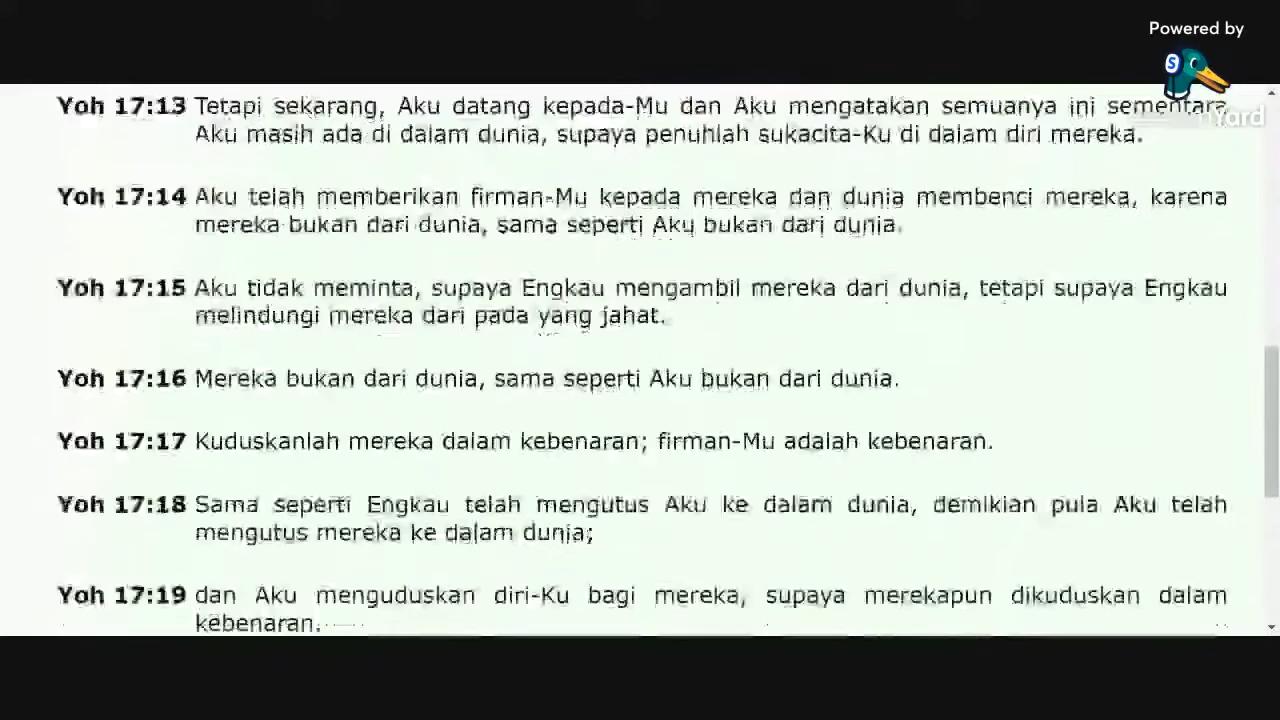 Powered by
S
Yard
Yoh 17:13 Tetapi sekarang, Aku datang kepada-Mu dan Aku mengatakan semuanya ini sementara
Aku masih ada di dalam dunia, supaya penuhlah sukacita-Ku di dalam diri mereka.
Yoh 17:14 Aku telah memberikan firman-Mu kepada mereka dan dunia membenci mereka, karena
mereka bukan dari dunia, sama seperti Aku bukan dari dunia.
Yoh 17:15 Aku tidak meminta, supaya Engkau mengambil mereka dari dunia, tetapi supaya Engkau
melindungi mereka dari pada yang jahat.
Yoh 17:16 Mereka bukan dari dunia, sama seperti Aku bukan dari dunia.
Yoh 17:17 Kuduskanlah mereka dalam kebenaran; firman-Mu adalah kebenaran.
Yoh 17:18 Sama seperti Engkau telah mengutus Aku ke dalam dunia, demikian pula Aku telah
mengutus mereka ke dalam dunia;
Yoh 17:19 dan Aku menguduskan diri-Ku bagi mereka, supaya merekapun dikuduskan dalam
kebenaran.